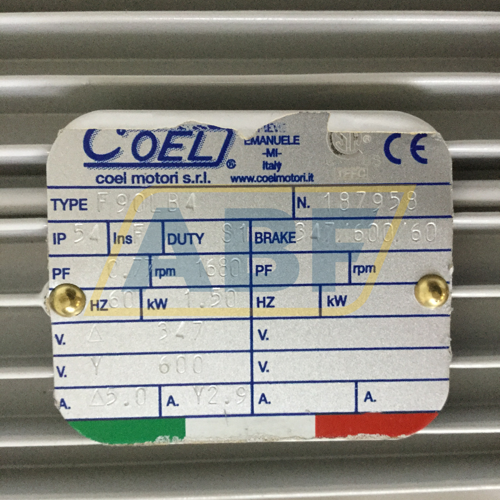 COEL®
EMANUELE
-MI-
Italy
coel motori s.r.l. www.coelmotori.it
CE
TYPE F90LB4 N. 187958
IP 54 Ins F DUTY S1 BRAKE 347-600/60
PF 0. rpm 1680 PF rpm
HZ 60 kW 1.50 HZ kW
V. Δ 347 V.
V. Y 600 V.
A. Δ5.0 A. Y2.9 A. A.
ABF